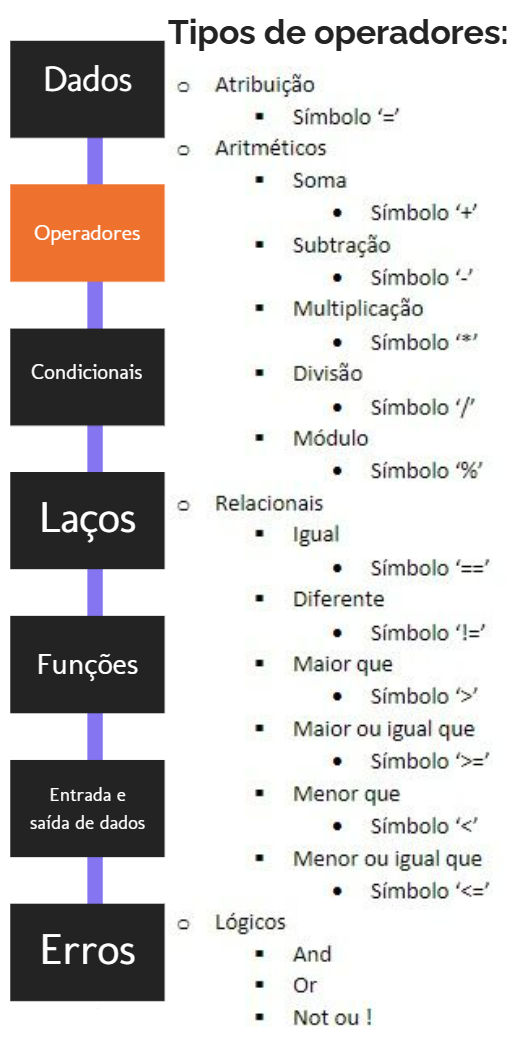 Tipos de operadores:
Dados
Operadores
Condicionais
Laços
Funções
Entrada e
saída de dados
Erros
o Atribuição
▪ Símbolo ‘=’
o Aritméticos
▪ Soma
• Símbolo ‘+’
▪ Subtração
• Símbolo ‘-’
▪ Multiplicação
• Símbolo ‘*’
▪ Divisão
• Símbolo ‘/’
▪ Módulo
• Símbolo ‘%’
o Relacionais
▪ Igual
• Símbolo ‘==’
▪ Diferente
• Símbolo ‘!=’
▪ Maior que
• Símbolo ‘>’
▪ Maior ou igual que
• Símbolo ‘>=’
▪ Menor que
• Símbolo ‘<’
▪ Menor ou igual que
• Símbolo ‘<=’
o Lógicos
▪ And
▪ Or
▪ Not ou !